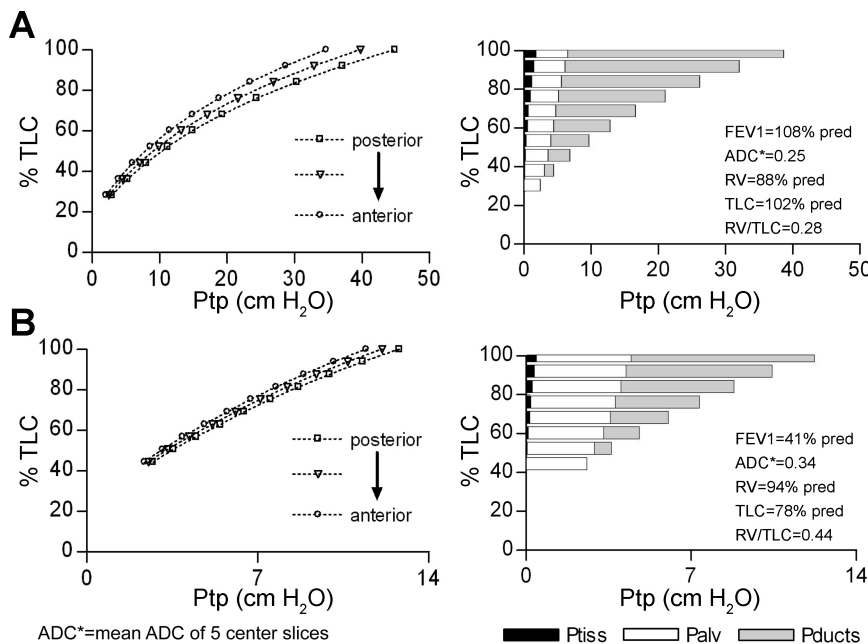 A
100
80
60
40
20
0
% TLC
posterior
anterior
0 10 20 30 40 50
Ptp (cm H2O)
100
80
60
40
20
0
% TLC
FEV1=108% pred
ADC*=0.25
RV=88% pred
TLC=102% pred
RV/TLC=0.28
0 10 20 30 40 50
Ptp (cm H2O)
B
100
80
60
40
20
0
% TLC
posterior
anterior
0 7 14
Ptp (cm H2O)
100
80
60
40
20
0
% TLC
FEV1=41% pred
ADC*=0.34
RV=94% pred
TLC=78% pred
RV/TLC=0.44
0 7 14
Ptp (cm H2O)
ADC*=mean ADC of 5 center slices
Ptiss Palv Pducts